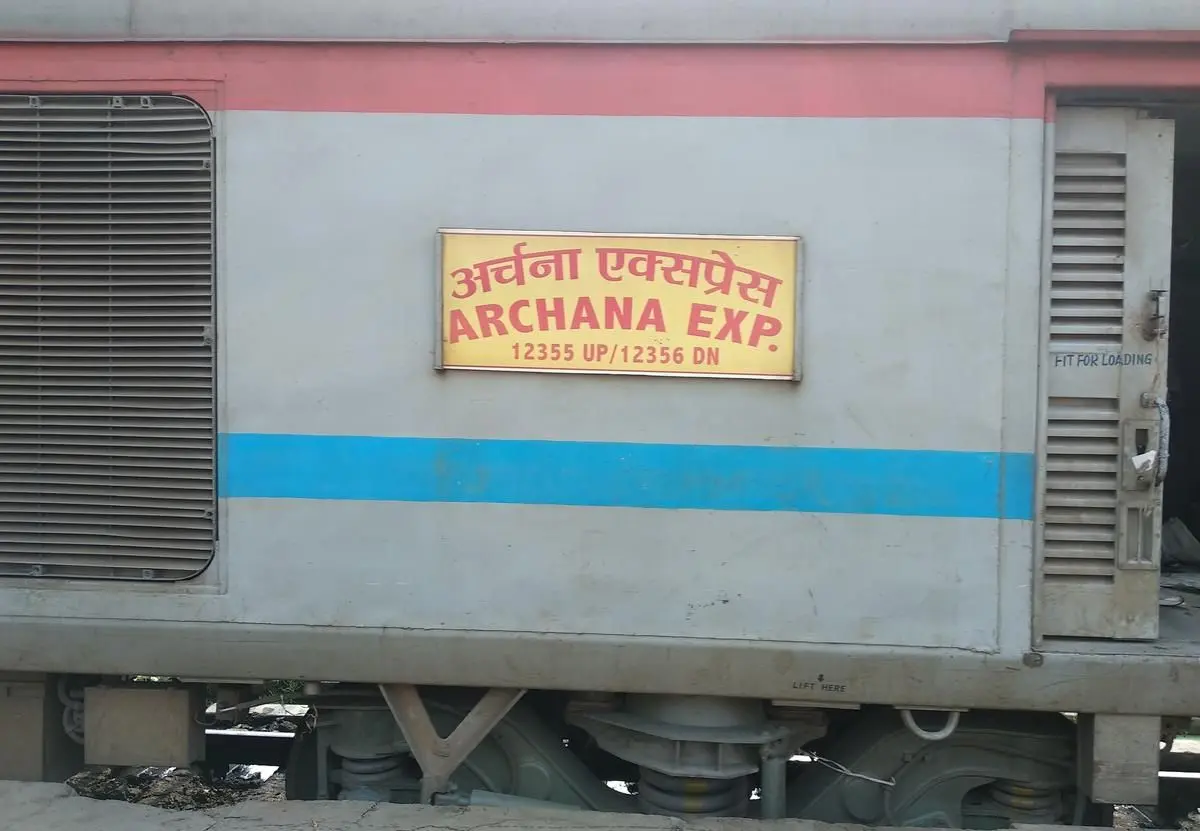 अर्चना एक्सप्रेस
ARCHANA EXP.
12355 UP/12356 DN
FIT FOR LOADING
LIFT HERE